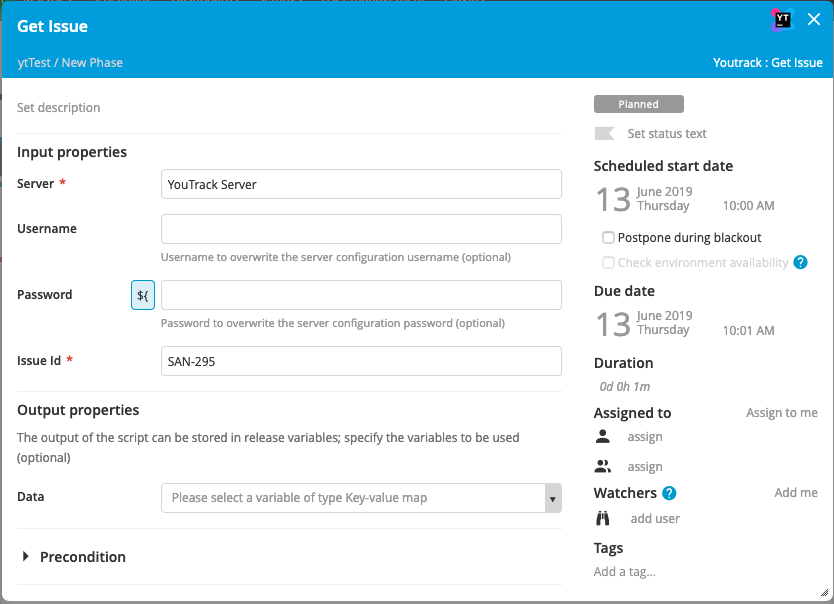 Get Issue
YT
ytTest / New Phase
Youtrack : Get Issue
Set description
Input properties
Server *
YouTrack Server
Username
Username to overwrite the server configuration username (optional)
Password
${
Password to overwrite the server configuration password (optional)
Issue Id *
SAN-295
Output properties
The output of the script can be stored in release variables; specify the variables to be used
(optional)
Data
Please select a variable of type Key-value map
Precondition
Planned
Set status text
Scheduled start date
13 June 2019
Thursday 10:00 AM
Postpone during blackout
Check environment availability ?
Due date
13 June 2019
Thursday 10:01 AM
Duration
0d 0h 1m
Assigned to
Assign to me
assign
assign
Watchers ?
Add me
add user
Tags
Add a tag...